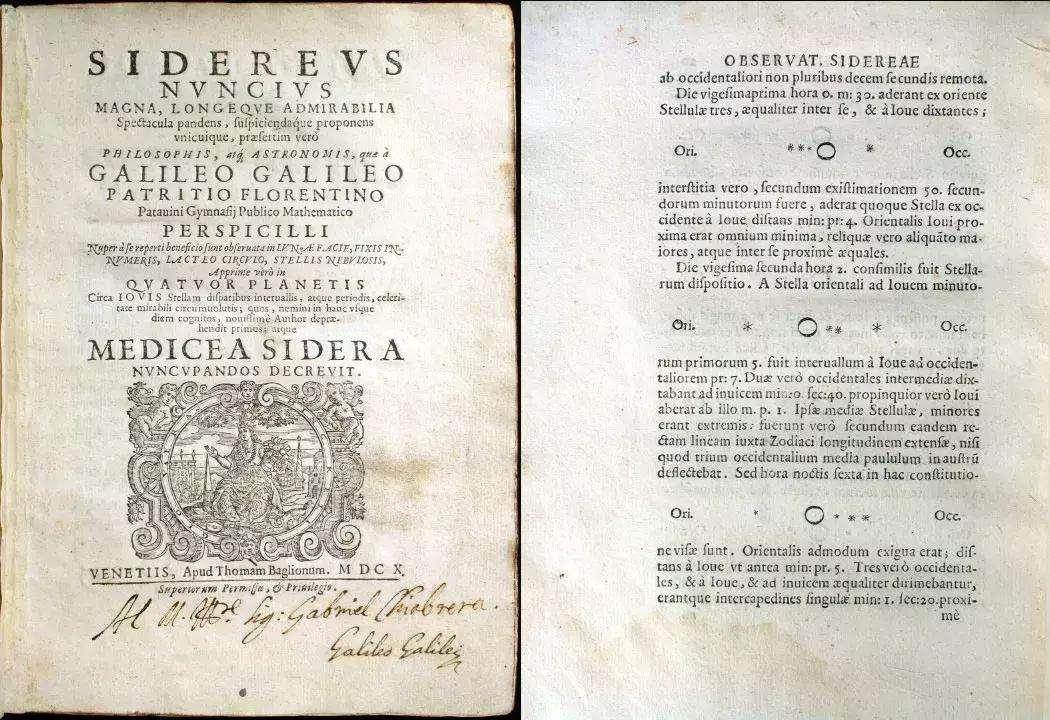 SIDEREVS
NVNCIVS
MAGNA, LONGEQVE ADMIRABILIA
Spectacula pandens, ſuſpiciendaque proponens
vnicuique, præſertim verò
PHILOSOPHIS, atq; ASTRONOMIS, quæ à
GALILEO GALILEO
PATRITIO FLORENTINO
Patauini Gymnaſij Publico Mathematico
PERSPICILLI
Nuper à ſe reperti beneficio ſunt obſeruata in LVNÆ FACIE, FIXIS IN-
NVMERIS, LACTEO CIRCVLO, STELLIS NEBVLOSIS,
Apprime verò in
QVATVOR PLANETIS
Circa IOVIS Stellam diſparibus interuallis, atque periodis, celeri-
tate mirabili circumuolutis; quos, nemini in hanc vſque
diem cognitos, nouiſſimè Author depræ-
hendit primus; atque
MEDICEA SIDERA
NVNCVPANDOS DECREVIT.
VENETIIS, Apud Thomam Baglionum. M DC X.
Superiorum Permiſſu, & Priuilegio.
Al M. Sig. Gabriel Chiabrera.
Galileo Galilei
OBSERVAT. SIDEREAE
ab occidentaliori non pluribus decem ſecundis remota.
Die vigeſimaprima hora 0. m: 30. aderant ex oriente
Stellulæ tres, æqualiter inter ſe, & à Ioue dixtantes;
Ori. *** O * Occ.
interſtitia vero, ſecundum exiſtimationem 50. ſecun-
dorum minutorum fuere, aderat quoque Stella ex oc-
cidente à Ioue diſtans min: pr: 4. Orientalis Ioui pro-
xima erat omnium minima, reliquæ vero aliquāto ma-
iores, atque inter ſe proximè æquales.
Die vigeſima ſecunda hora 2. conſimilis fuit Stella-
rum diſpoſitio. A Stella orientali ad Iouem minuto-
Ori. * O ** * Occ.
rum primorum 5. fuit interuallum à Ioue ad occiden-
taliorem pr: 7. Duæ verò occidentales intermediæ dix-
tabant ad inuicem min: 0. ſec: 40. propinquior verò Ioui
aberat ab illo m. p. 1. Ipſæ mediæ Stellulæ, minores
erant extremis: fuerunt verò ſecundum eandem re-
ctam lineam iuxta Zodiaci longitudinem extenſæ, niſi
quod trium occidentalium media paululum in auſtrū
deflectebat. Sed hora noctis ſexta in hac conſtitutio-
Ori. * O * * * Occ.
ne viſæ ſunt. Orientalis admodum exigua erat; diſ-
tans à Ioue vt antea min: pr: 5. Tres verò occidenta-
les, & à Ioue, & ad inuicem æqualiter dirimebantur,
erantque intercapedines ſingulæ min: 1. ſec: 20. proxi-
mè